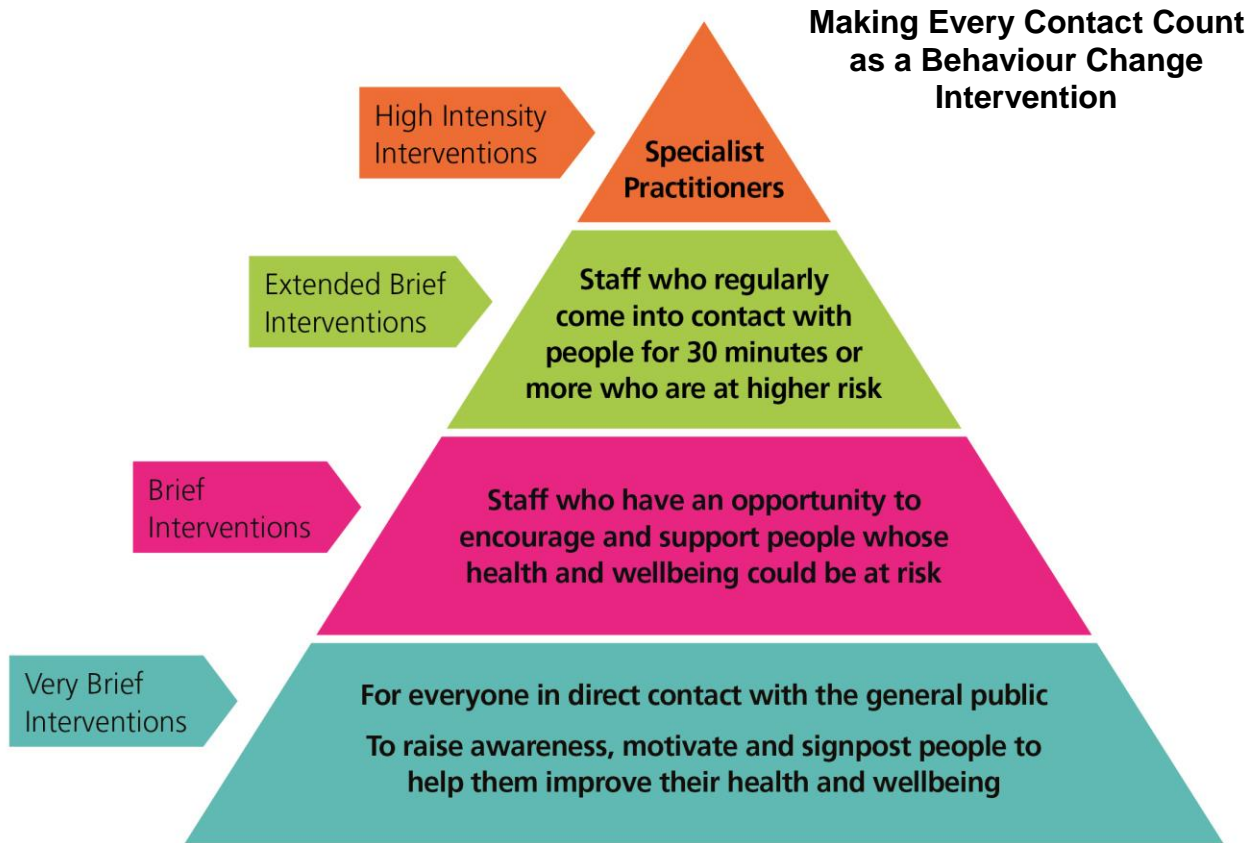 Making Every Contact Count
as a Behaviour Change
Intervention
High Intensity
Interventions
Specialist
Practitioners
Extended Brief
Interventions
Staff who regularly
come into contact with
people for 30 minutes or
more who are at higher risk
Brief
Interventions
Staff who have an opportunity to
encourage and support people whose
health and wellbeing could be at risk
Very Brief
Interventions
For everyone in direct contact with the general public
To raise awareness, motivate and signpost people to
help them improve their health and wellbeing